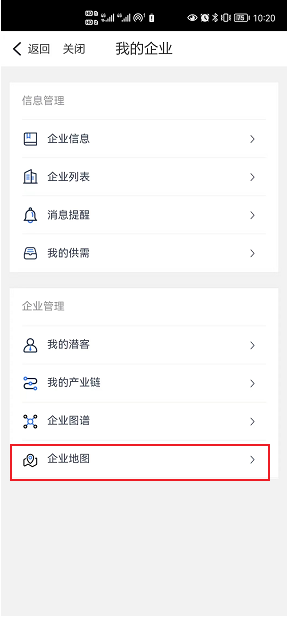 10:20
返回 关闭 我的企业
信息管理
企业信息
企业列表
消息提醒
我的供需
企业管理
我的潜客
我的产业链
企业图谱
企业地图